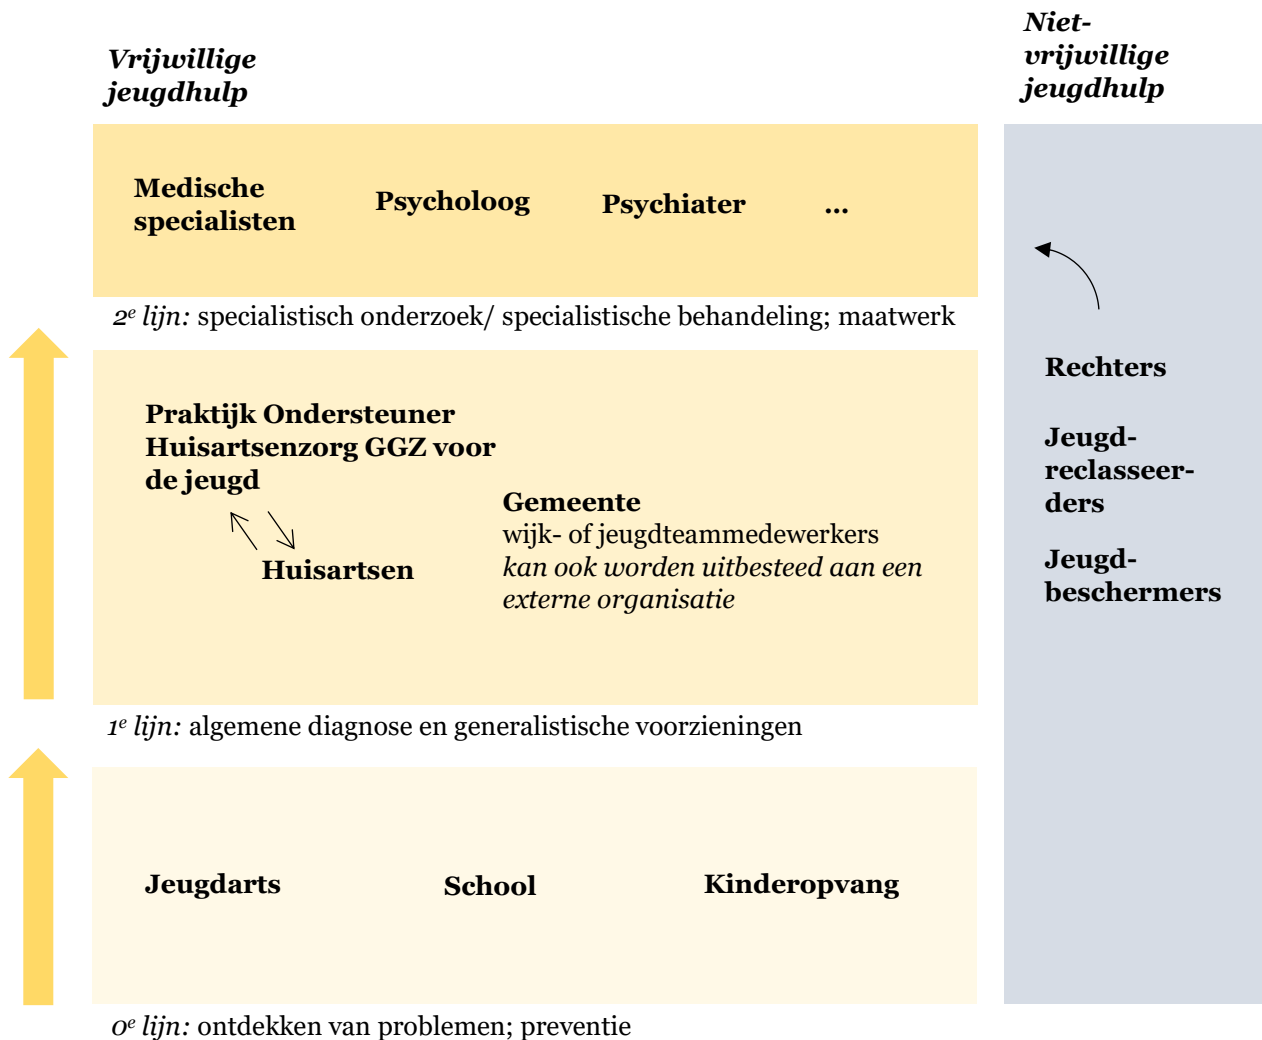 Vrijwillige
jeugdhulp
Niet-
vrijwillige
jeugdhulp
Medische
specialisten
Psycholoog
Psychiater
...
2e lijn: specialistisch onderzoek/ specialistische behandeling; maatwerk
Praktijk Ondersteuner
Huisartsenzorg GGZ voor
de jeugd
Huisartsen
Gemeente
wijk- of jeugdteammedewerkers
kan ook worden uitbesteed aan een
externe organisatie
1e lijn: algemene diagnose en generalistische voorzieningen
Jeugdarts
School
Kinderopvang
0e lijn: ontdekken van problemen; preventie
Rechters
Jeugd-
reclasseer-
ders
Jeugd-
beschermers